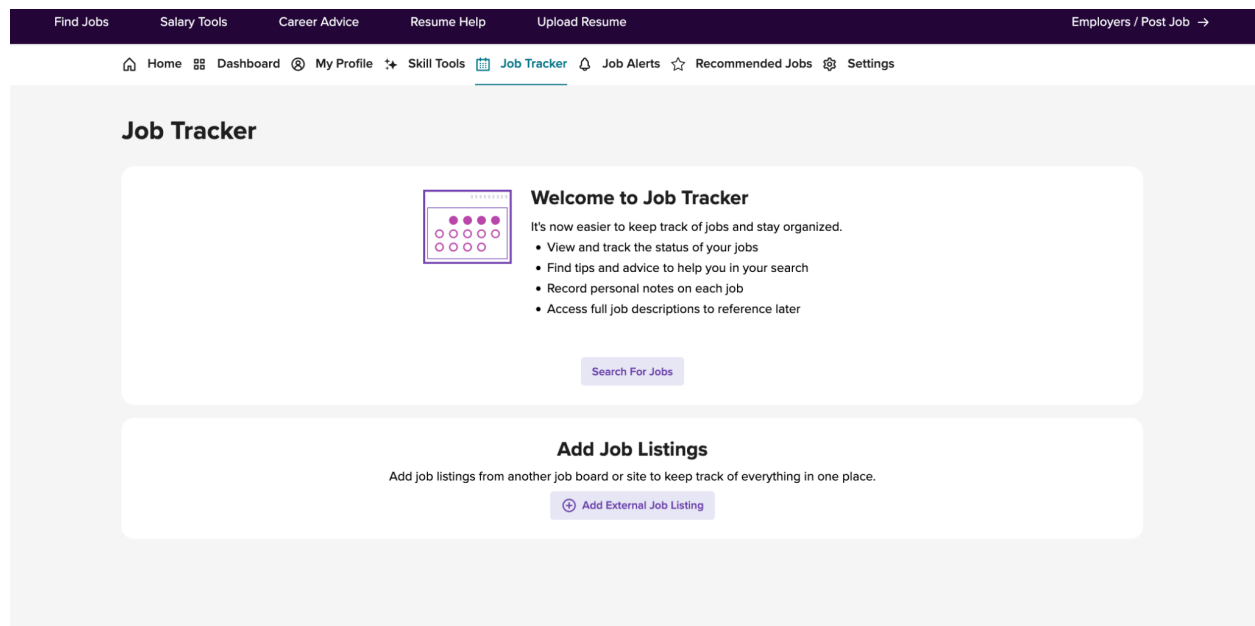 Find Jobs Salary Tools Career Advice Resume Help Upload Resume Employers / Post Job →
Home Dashboard My Profile Skill Tools Job Tracker Job Alerts Recommended Jobs Settings
Job Tracker
Welcome to Job Tracker
It's now easier to keep track of jobs and stay organized.
• View and track the status of your jobs
• Find tips and advice to help you in your search
• Record personal notes on each job
• Access full job descriptions to reference later
Search For Jobs
Add Job Listings
Add job listings from another job board or site to keep track of everything in one place.
Add External Job Listing